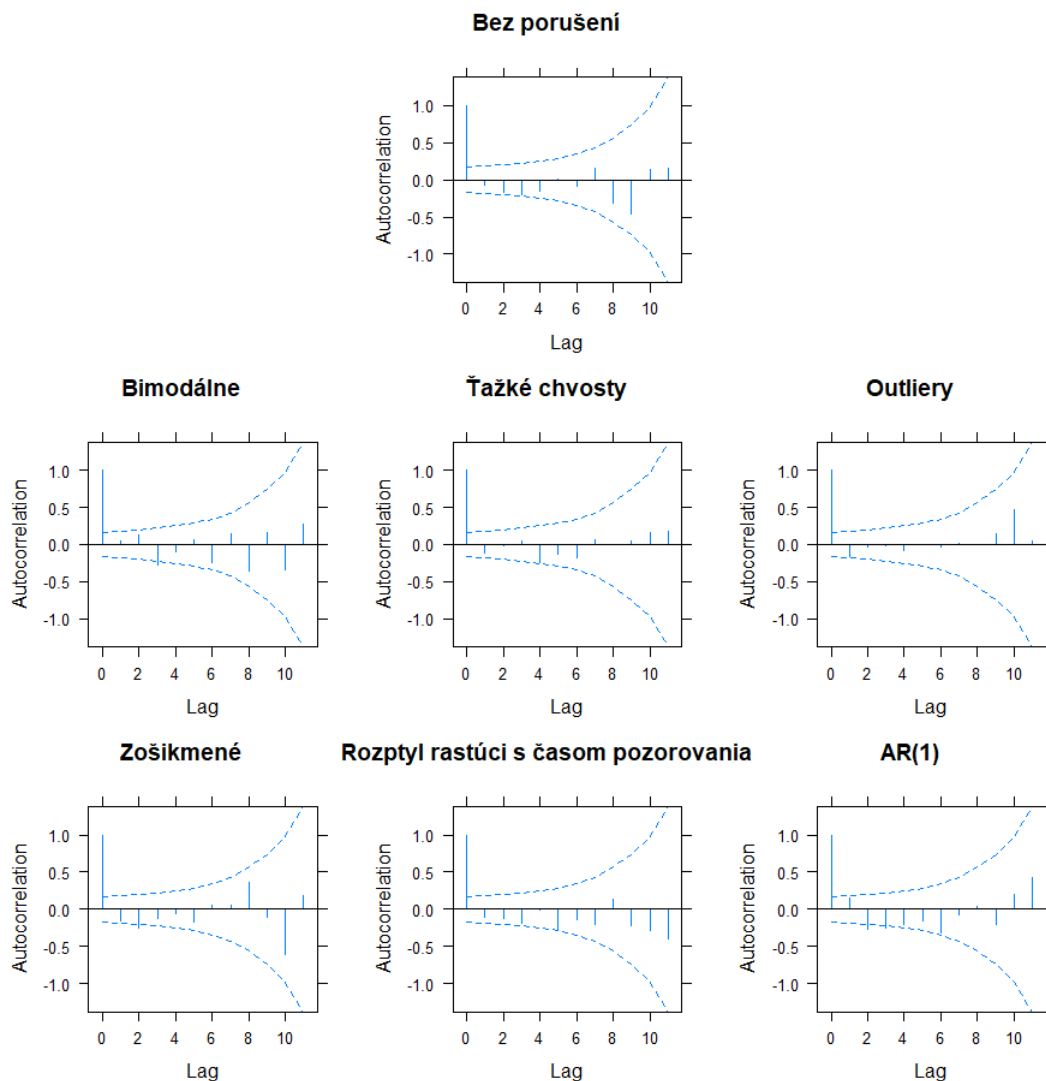 Bez porušení
Autocorrelation
1.0
0.5
0.0
-0.5
-1.0
0 2 4 6 8 10
Lag
Bimodálne
Autocorrelation
1.0
0.5
0.0
-0.5
-1.0
0 2 4 6 8 10
Lag
Ťažké chvosty
Autocorrelation
1.0
0.5
0.0
-0.5
-1.0
0 2 4 6 8 10
Lag
Outliery
Autocorrelation
1.0
0.5
0.0
-0.5
-1.0
0 2 4 6 8 10
Lag
Zošikmené
Autocorrelation
1.0
0.5
0.0
-0.5
-1.0
0 2 4 6 8 10
Lag
Rozptyl rastúci s časom pozorovania
Autocorrelation
1.0
0.5
0.0
-0.5
-1.0
0 2 4 6 8 10
Lag
AR(1)
Autocorrelation
1.0
0.5
0.0
-0.5
-1.0
0 2 4 6 8 10
Lag